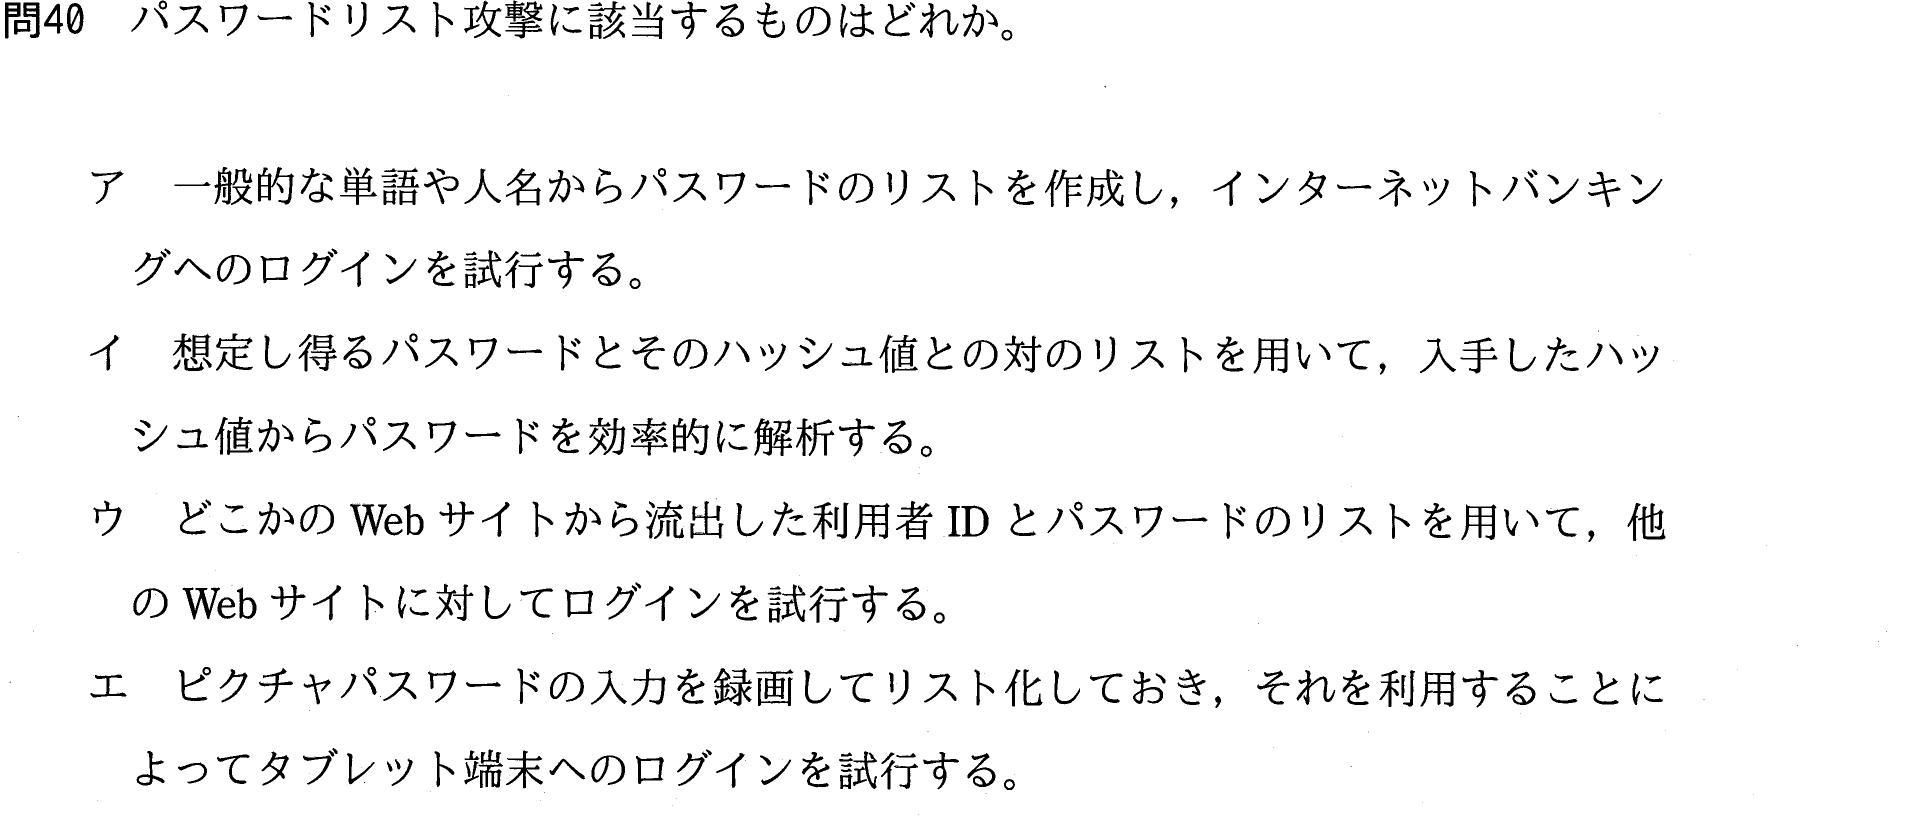 問40　パスワードリスト攻撃に該当するものはどれか。
ア　一般的な単語や人名からパスワードのリストを作成し，インターネットバンキン
グへのログインを試行する。
イ　想定し得るパスワードとそのハッシュ値との対のリストを用いて，入手したハッ
シュ値からパスワードを効率的に解析する。
ウ　どこかの Web サイトから流出した利用者 ID とパスワードのリストを用いて，他
の Web サイトに対してログインを試行する。
エ　ピクチャパスワードの入力を録画してリスト化しておき，それを利用することに
よってタブレット端末へのログインを試行する。